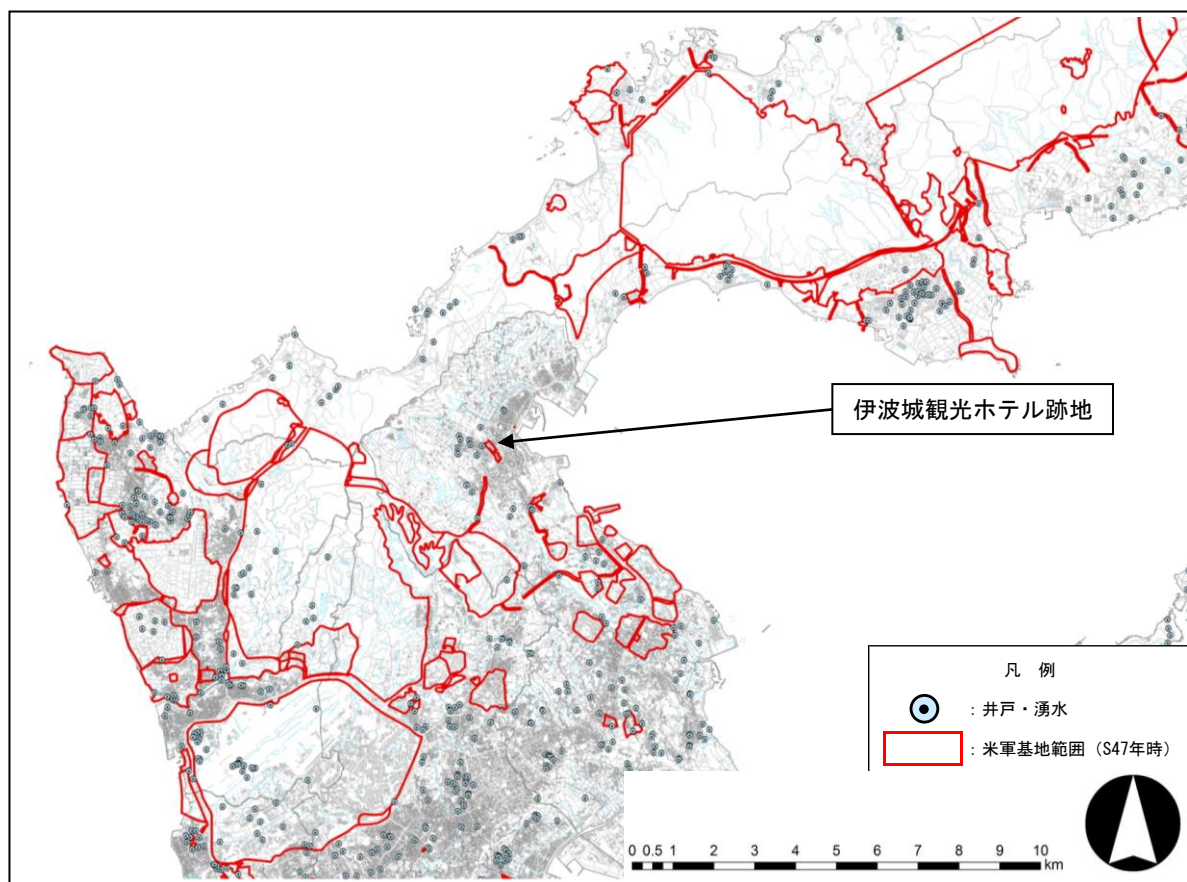 伊波城観光ホテル跡地
凡 例
：井戸・湧水
：米軍基地範囲（S47年時）
0 0.5 1 2 3 4 5 6 7 8 9 10
km